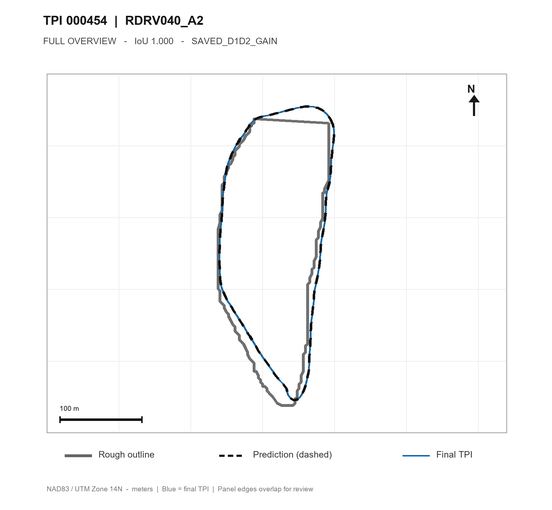 TPI 000454 | RDRV040_A2
FULL OVERVIEW - IoU 1.000 - SAVED_D1D2_GAIN
N
100 m
Rough outline
Prediction (dashed)
Final TPI
NAD83 / UTM Zone 14N - meters | Blue = final TPI | Panel edges overlap for review